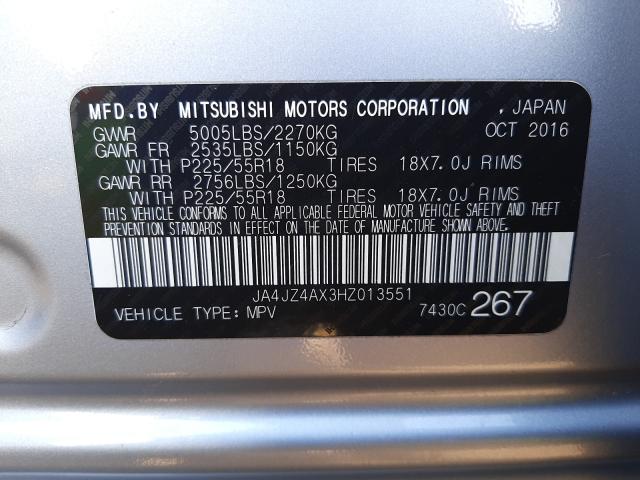 MFD.BY MITSUBISHI MOTORS CORPORATION . JAPAN
GVWR 5005LBS/2270KG OCT 2016
GAWR FR 2535LBS/1150KG
WITH P225/55R18 TIRES 18X7.0J RIMS
GAWR RR 2756LBS/1250KG
WITH P225/55R18 TIRES 18X7.0J RIMS
THIS VEHICLE CONFORMS TO ALL APPLICABLE FEDERAL MOTOR VEHICLE SAFETY AND THEFT
PREVENTION STANDARDS IN EFFECT ON THE DATE OF MANUFACTURE SHOWN ABOVE.
JA4JZ4AX3HZ013551
VEHICLE TYPE: MPV 7430C 267